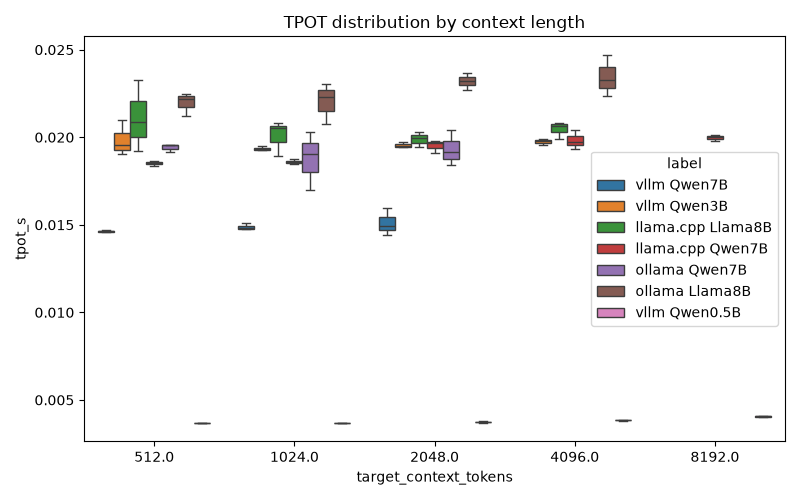 TPOT distribution by context length
tpot_s
0.025
0.020
0.015
0.010
0.005
label
vllm Qwen7B
vllm Qwen3B
llama.cpp Llama8B
llama.cpp Qwen7B
ollama Qwen7B
ollama Llama8B
vllm Qwen0.5B
512.0 1024.0 2048.0 4096.0 8192.0
target_context_tokens